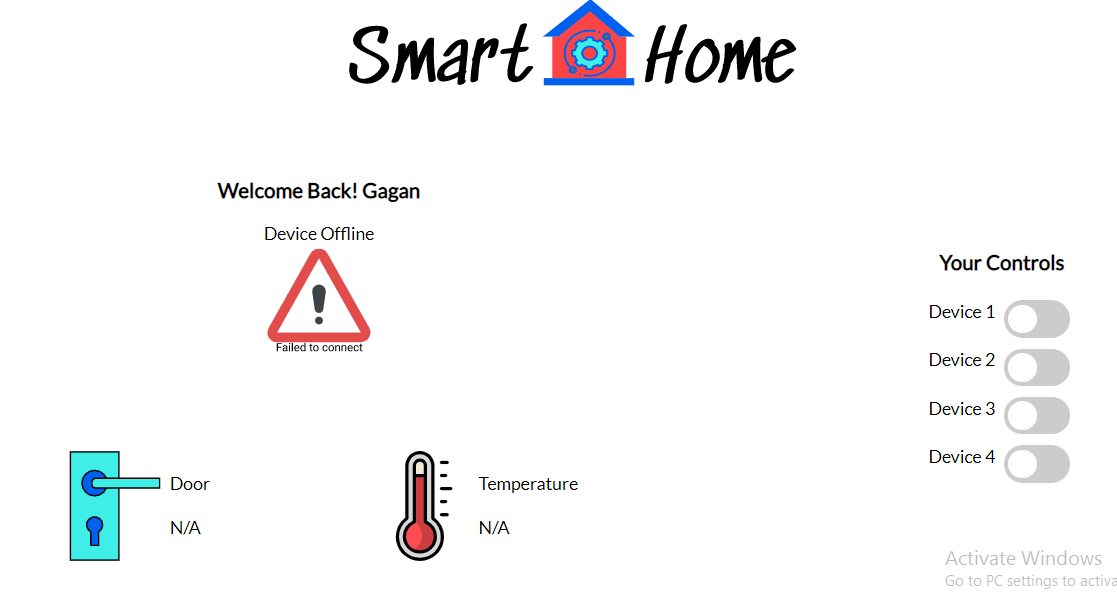 Smart Home
Welcome Back! Gagan
Device Offline
Failed to connect
Your Controls
Device 1
Device 2
Device 3
Device 4
Door
N/A
Temperature
N/A
Activate Windows
Go to PC settings to activa